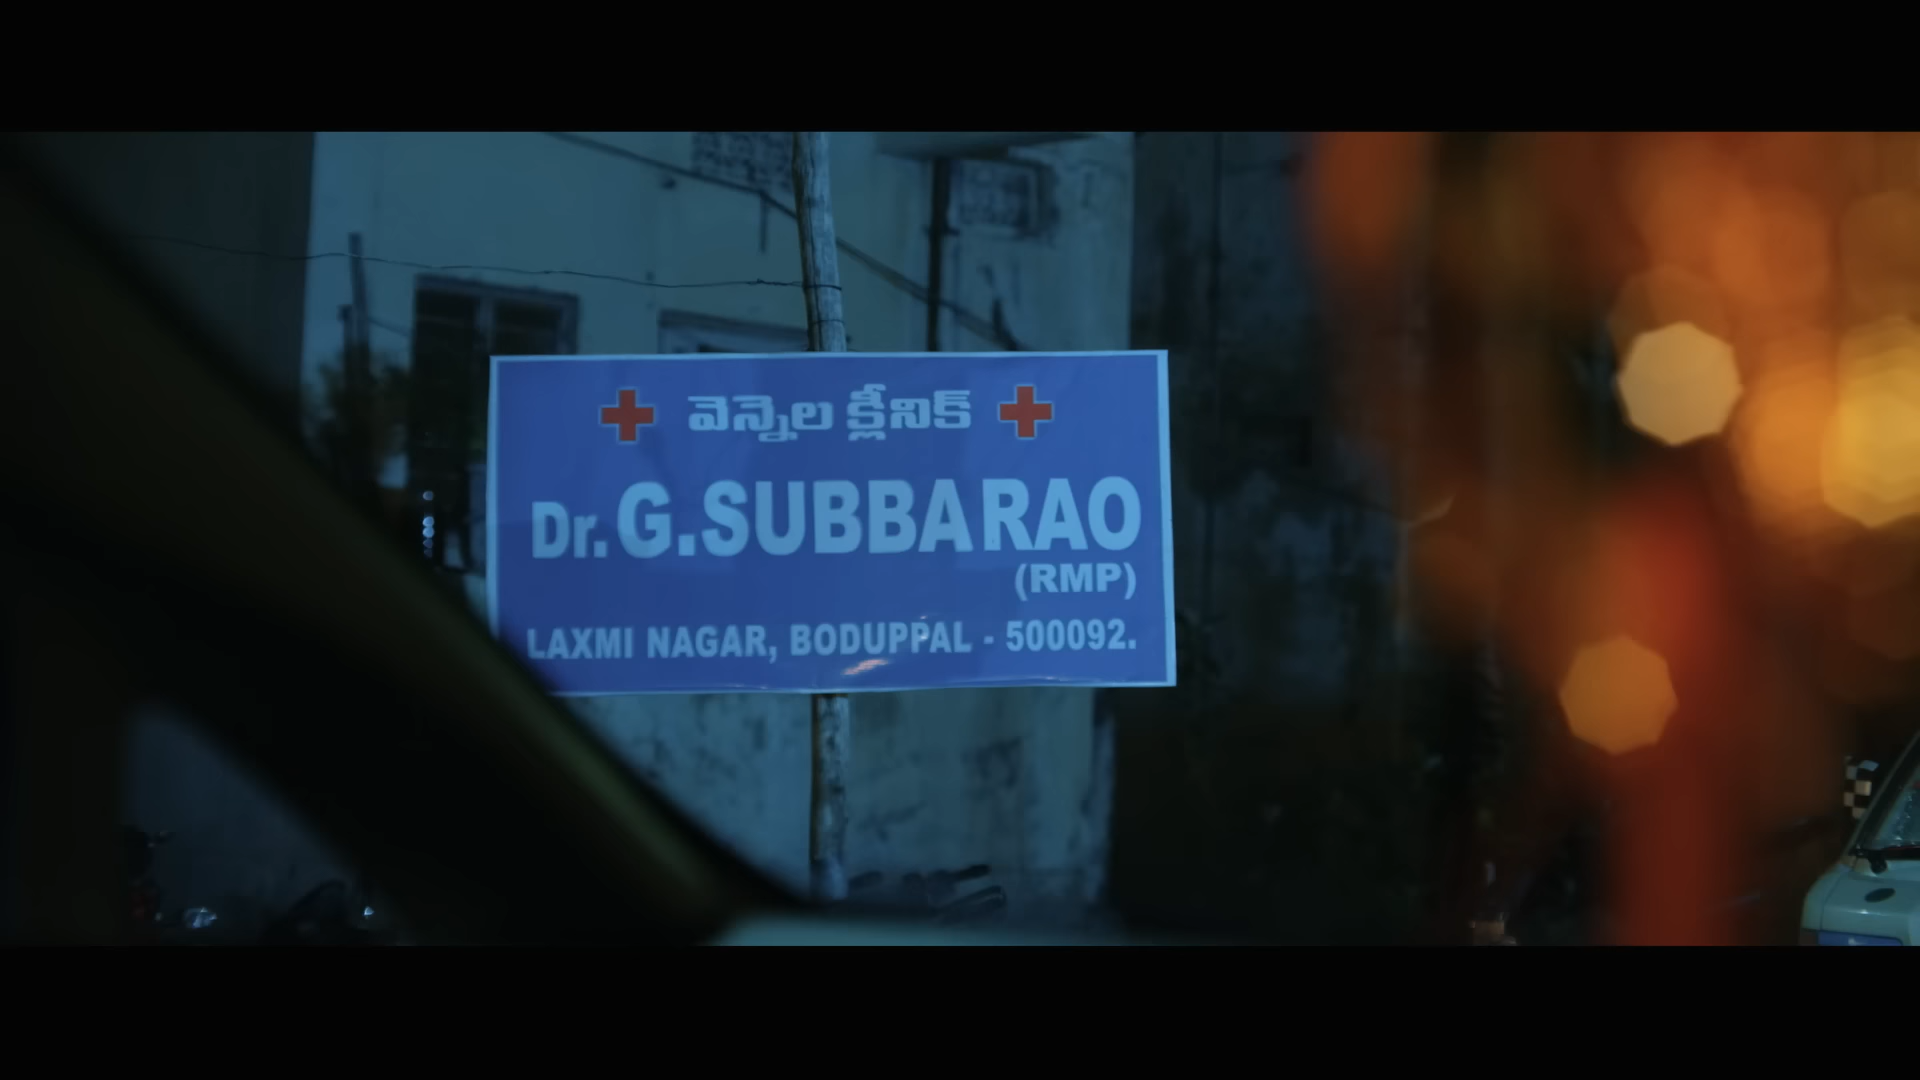 వెన్నెల క్లీనిక్
Dr. G.SUBBARAO
(RMP)
LAXMI NAGAR, BODUPPAL - 500092.